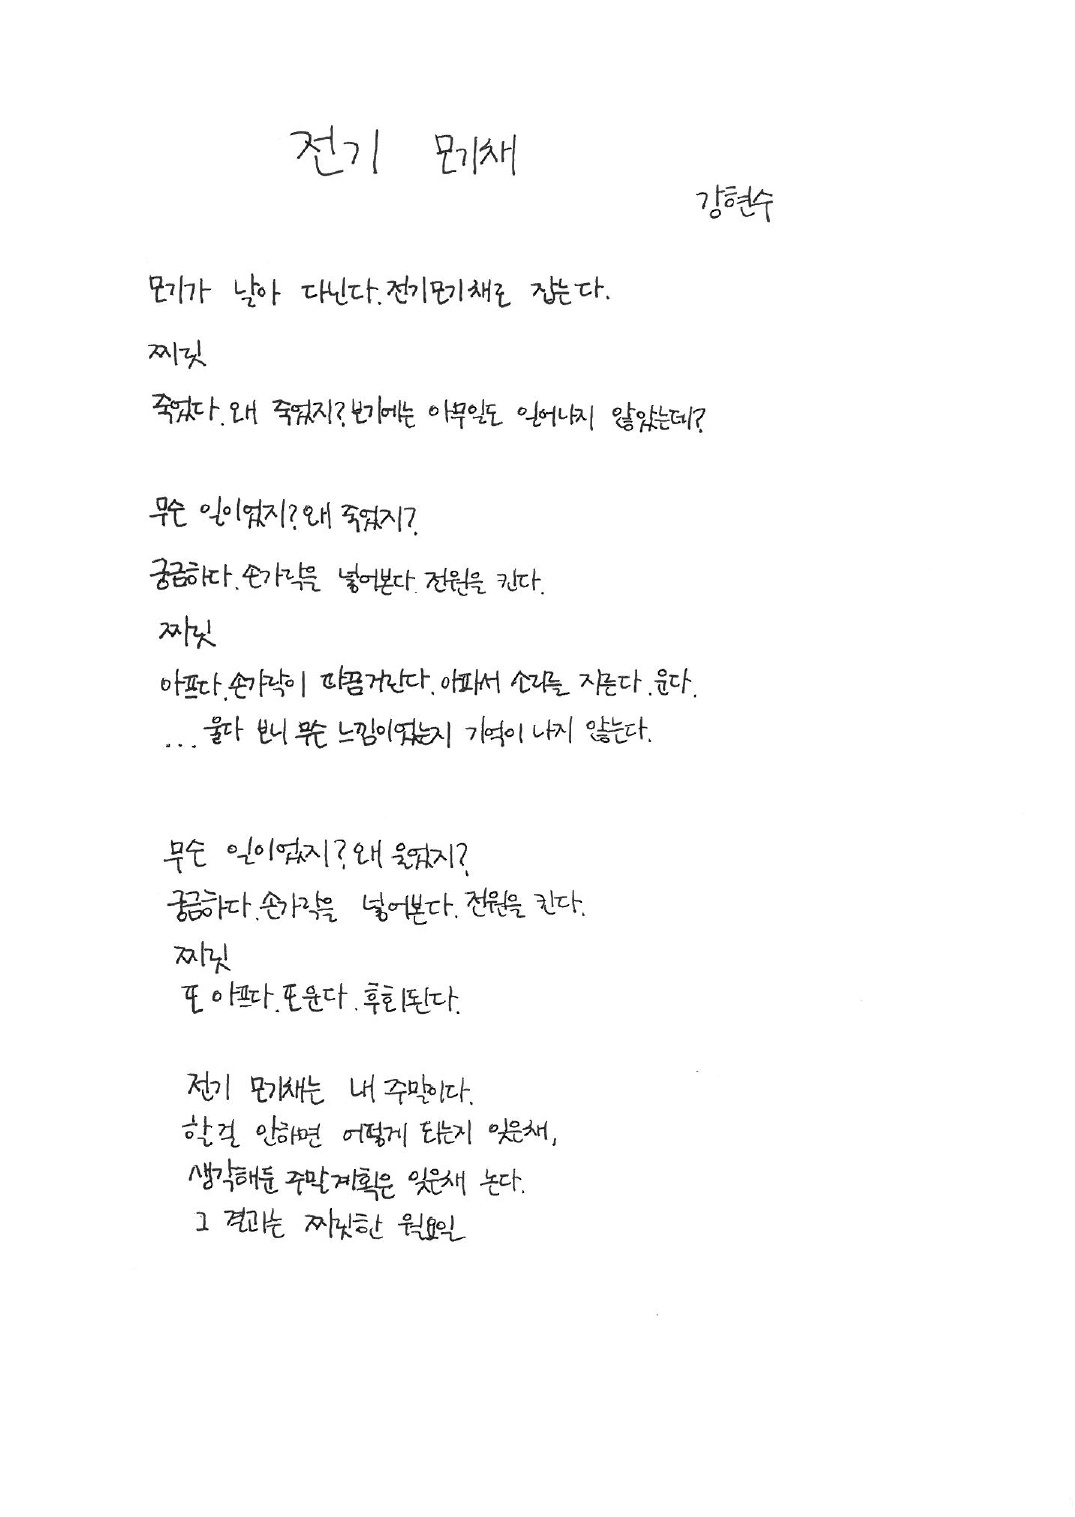 전기 모기채
강현수
모기가 날아 다닌다. 전기모기채로 잡는다.
찌릿
죽었다. 왜 죽었지? 보기에는 아무일도 일어나지 않았는데?
무슨 일이었지? 왜 죽었지?
궁금하다. 손가락을 넣어본다. 전원을 킨다.
찌릿
아프다. 손가락이 따끔거린다. 아파서 소리를 지른다. 운다.
... 울다 보니 무슨 느낌이었는지 기억이 나지 않는다.
무슨 일이었지? 왜 울었지?
궁금하다. 손가락을 넣어본다. 전원을 킨다.
찌릿
또 아프다. 또 운다. 후회된다.
전기 모기채는 내 주말이다.
할걸 안하면 어떻게 되는지 잊은채,
생각해둔 주말계획은 잊은채 논다.
그 결과는 찌릿한 월요일